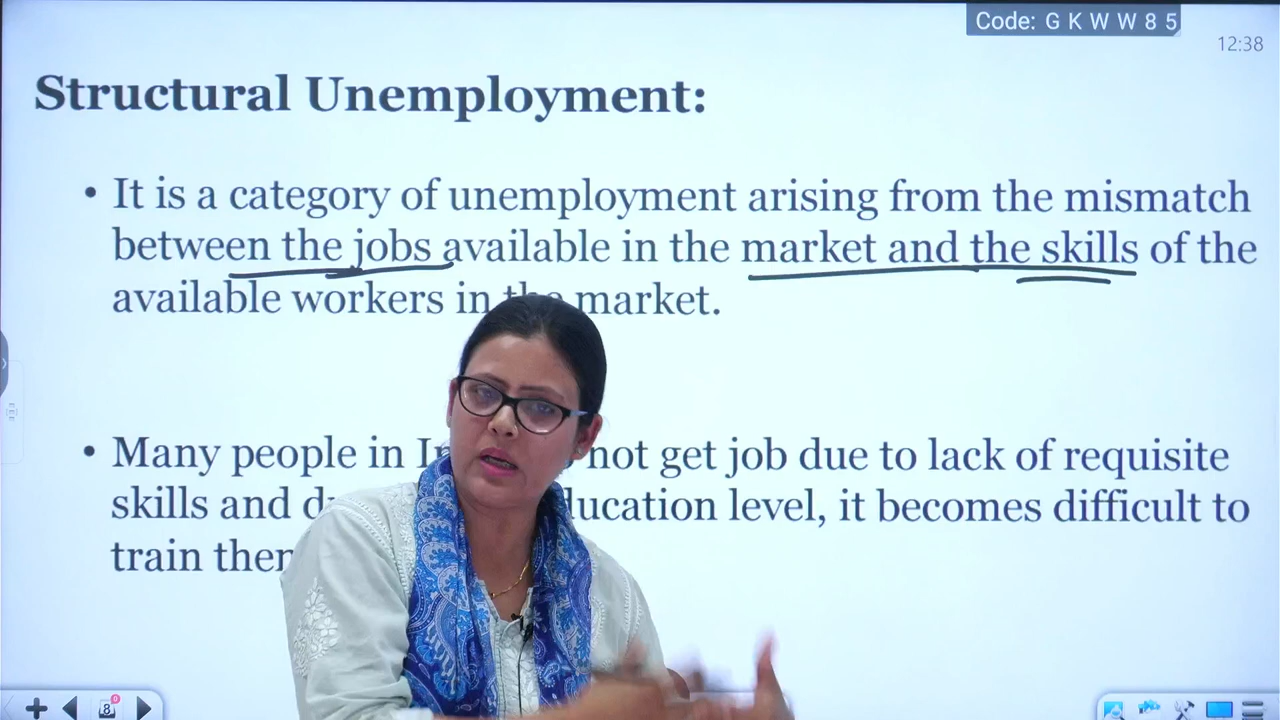 Code: G K W W 8 5
12:38
Structural Unemployment:
• It is a category of unemployment arising from the mismatch
between the jobs available in the market and the skills of the
available workers in the market.
• Many people in not get job due to lack of requisite
skills and level, it becomes difficult to
train
8
0